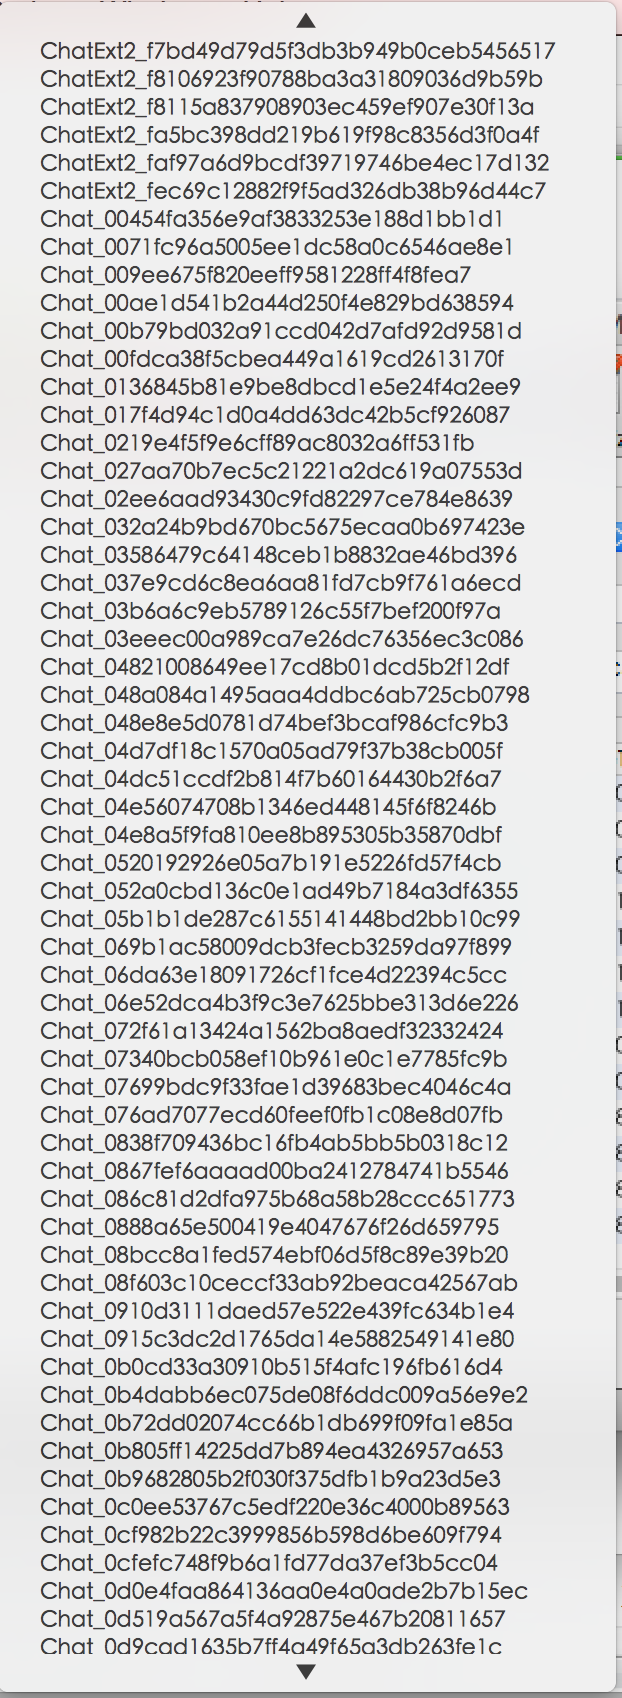 ChatExt2_f7bd49d79d5f3db3b949b0ceb5456517
ChatExt2_f8106923f90788ba3a31809036d9b59b
ChatExt2_f8115a837908903ec459ef907e30f13a
ChatExt2_fa5bc398dd219b619f98c8356d3f0a4f
ChatExt2_faf97a6d9bcdf39719746be4ec17d132
ChatExt2_fec69c12882f9f5ad326db38b96d44c7
Chat_00454fa356e9af3833253e188d1bb1d1
Chat_0071fc96a5005ee1dc58a0c6546ae8e1
Chat_009ee675f820eeff9581228ff4f8fea7
Chat_00ae1d541b2a44d250f4e829bd638594
Chat_00b79bd032a91ccd042d7afd92d9581d
Chat_00fdca38f5cbea449a1619cd2613170f
Chat_0136845b81e9be8dbcd1e5e24f4a2ee9
Chat_017f4d94c1d0a4dd63dc42b5cf926087
Chat_0219e4f5f9e6cff89ac8032a6ff531fb
Chat_027aa70b7ec5c21221a2dc619a07553d
Chat_02ee6aad93430c9fd82297ce784e8639
Chat_032a24b9bd670bc5675ecaa0b697423e
Chat_03586479c64148ceb1b8832ae46bd396
Chat_037e9cd6c8ea6aa81fd7cb9f761a6ecd
Chat_03b6a6c9eb5789126c55f7bef200f97a
Chat_03eeec00a989ca7e26dc76356ec3c086
Chat_04821008649ee17cd8b01dcd5b2f12df
Chat_048a084a1495aaa4ddbc6ab725cb0798
Chat_048e8e5d0781d74bef3bcaf986cfc9b3
Chat_04d7df18c1570a05ad79f37b38cb005f
Chat_04dc51ccdf2b814f7b60164430b2f6a7
Chat_04e56074708b1346ed448145f6f8246b
Chat_04e8a5f9fa810ee8b895305b35870dbf
Chat_0520192926e05a7b191e5226fd57f4cb
Chat_052a0cbd136c0e1ad49b7184a3df6355
Chat_05b1b1de287c6155141448bd2bb10c99
Chat_069b1ac58009dcb3fecb3259da97f899
Chat_06da63e18091726cf1fce4d22394c5cc
Chat_06e52dca4b3f9c3e7625bbe313d6e226
Chat_072f61a13424a1562ba8aedf32332424
Chat_07340bcb058ef10b961e0c1e7785fc9b
Chat_07699bdc9f33fae1d39683bec4046c4a
Chat_076ad7077ecd60feef0fb1c08e8d07fb
Chat_0838f709436bc16fb4ab5bb5b0318c12
Chat_0867fef6aaaad00ba2412784741b5546
Chat_086c81d2dfa975b68a58b28ccc651773
Chat_0888a65e500419e4047676f26d659795
Chat_08bcc8a1fed574ebf06d5f8c89e39b20
Chat_08f603c10ceccf33ab92beaca42567ab
Chat_0910d3111daed57e522e439fc634b1e4
Chat_0915c3dc2d1765da14e5882549141e80
Chat_0b0cd33a30910b515f4afc196fb616d4
Chat_0b4dabb6ec075de08f6ddc009a56e9e2
Chat_0b72dd02074cc66b1db699f09fa1e85a
Chat_0b805ff14225dd7b894ea4326957a653
Chat_0b9682805b2f030f375dfb1b9a23d5e3
Chat_0c0ee53767c5edf220e36c4000b89563
Chat_0cf982b22c3999856b598d6be609f794
Chat_0cfefc748f9b6a1fd77da37ef3b5cc04
Chat_0d0e4faa864136aa0e4a0ade2b7b15ec
Chat_0d519a567a5f4a92875e467b20811657
Chat_0d9cad1635b7ff4a49f65a3db263fe1c